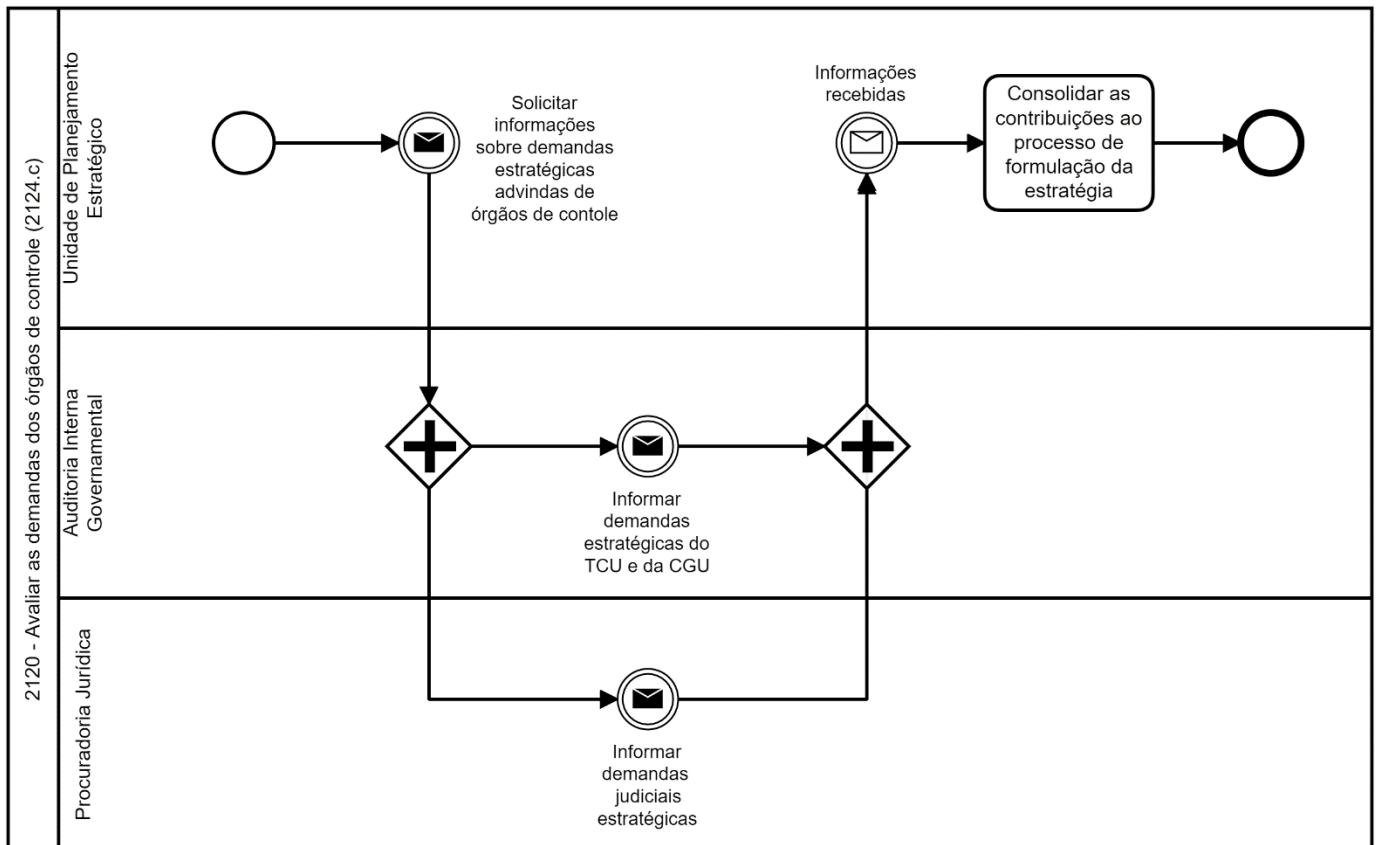 2120 - Avaliar as demandas dos órgãos de controle (2124.c)
Unidade de Planejamento
Estratégico
Solicitar
informações
sobre demandas
estratégicas
advindas de
órgãos de contole
Informações
recebidas
Consolidar as
contribuições ao
processo de
formulação da
estratégia
Auditoria Interna
Governamental
Informar
demandas
estratégicas do
TCU e da CGU
Procuradoria Jurídica
Informar
demandas
judiciais
estratégicas